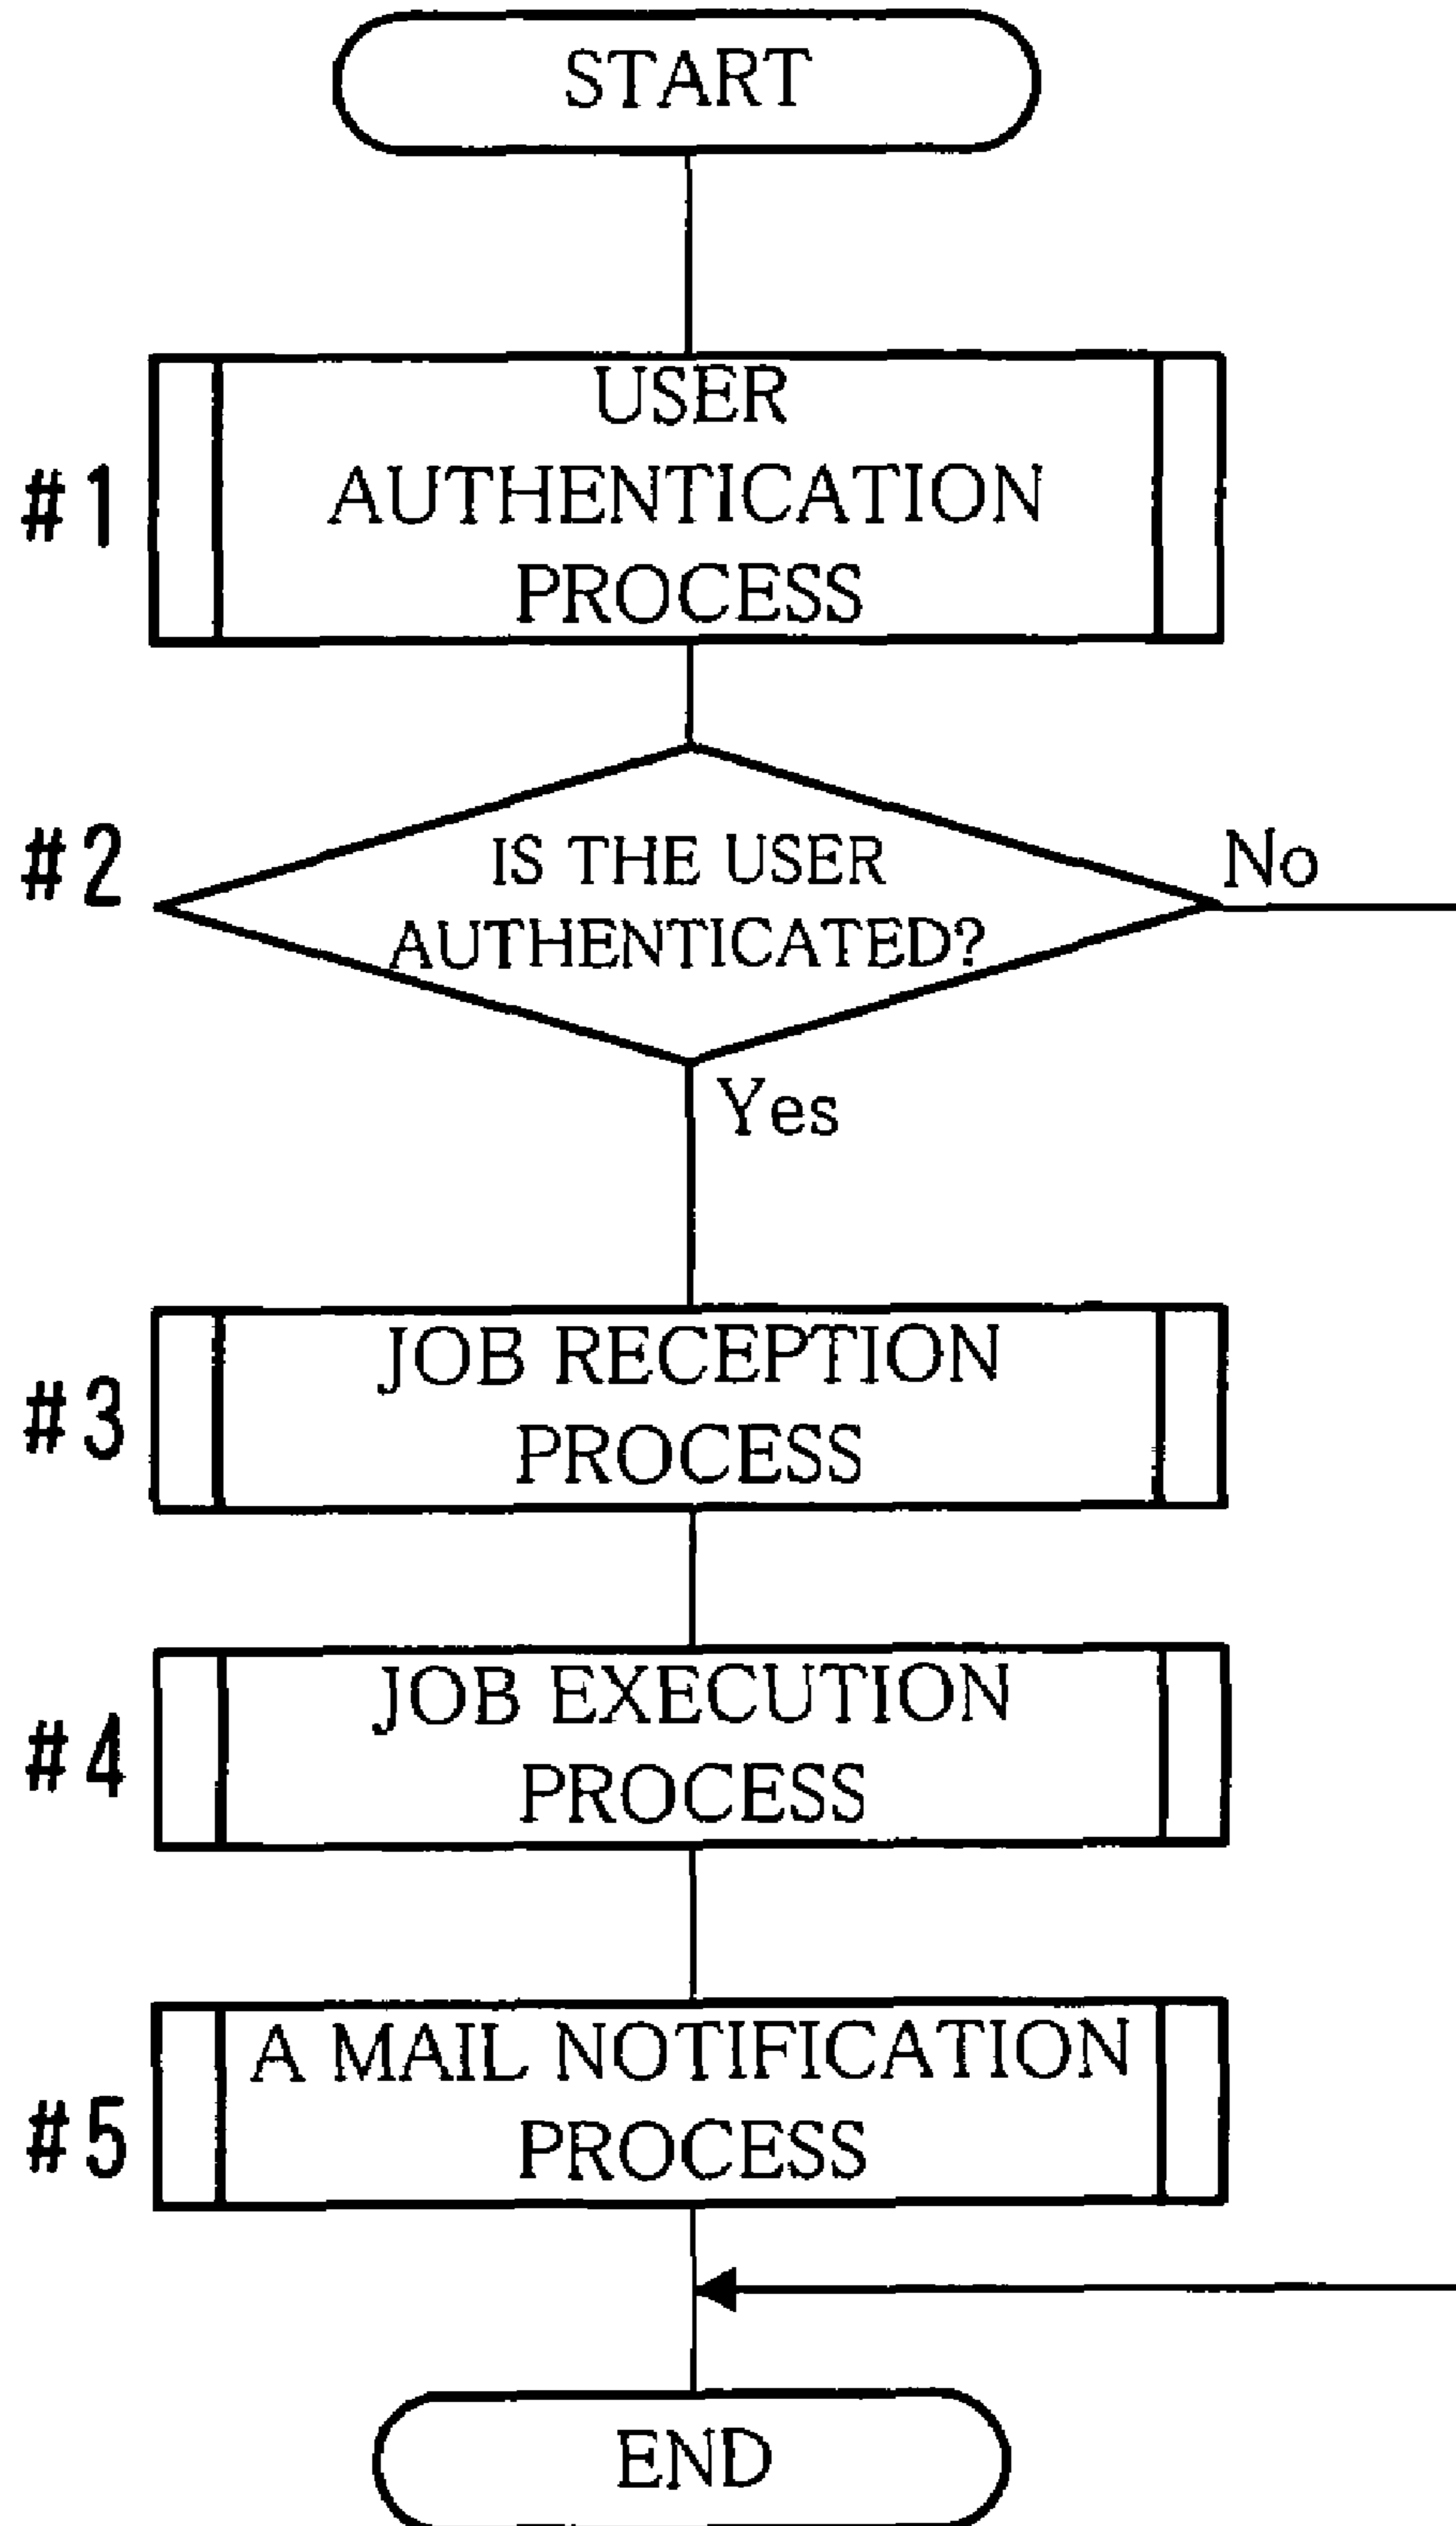 START
#1
USER
AUTHENTICATION
PROCESS
#2
IS THE USER
AUTHENTICATED?
No
Yes
#3
JOB RECEPTION
PROCESS
#4
JOB EXECUTION
PROCESS
#5
A MAIL NOTIFICATION
PROCESS
END